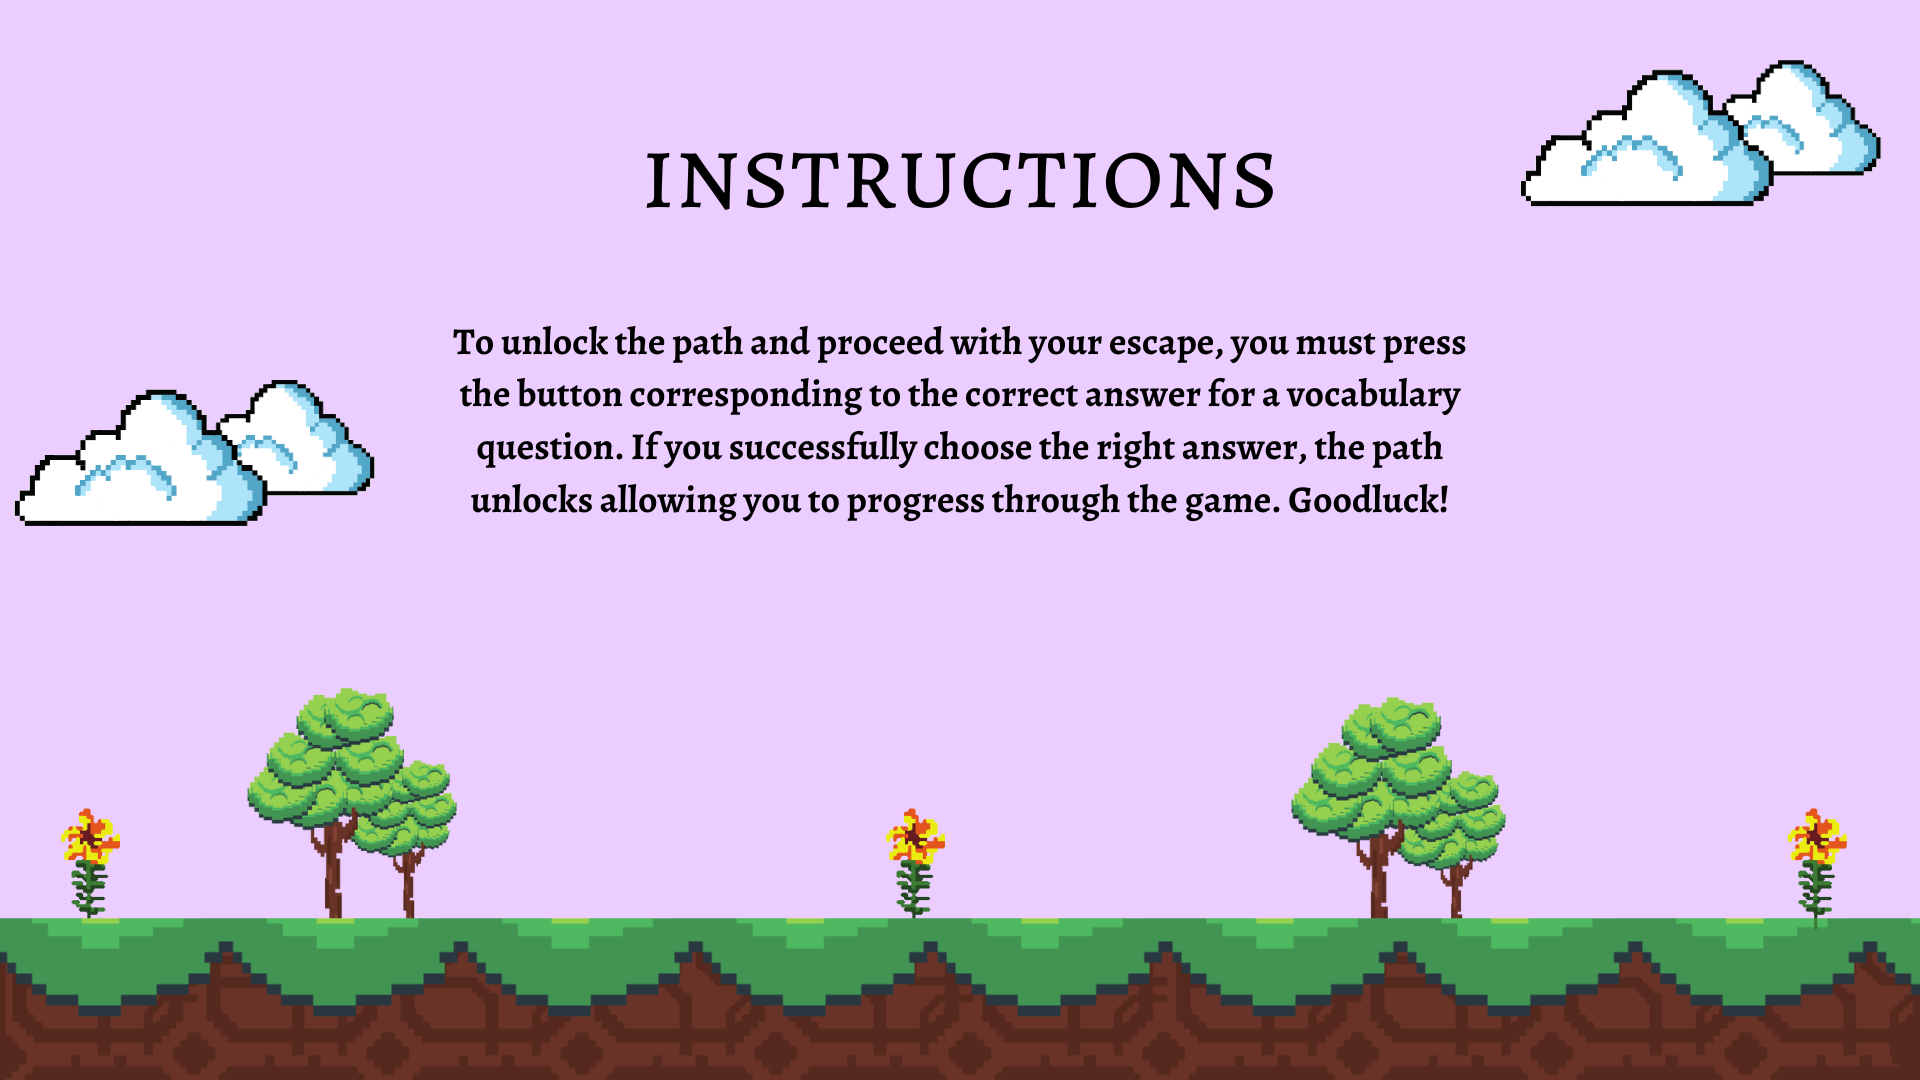 INSTRUCTIONS
To unlock the path and proceed with your escape, you must press
the button corresponding to the correct answer for a vocabulary
question. If you successfully choose the right answer, the path
unlocks allowing you to progress through the game. Goodluck!